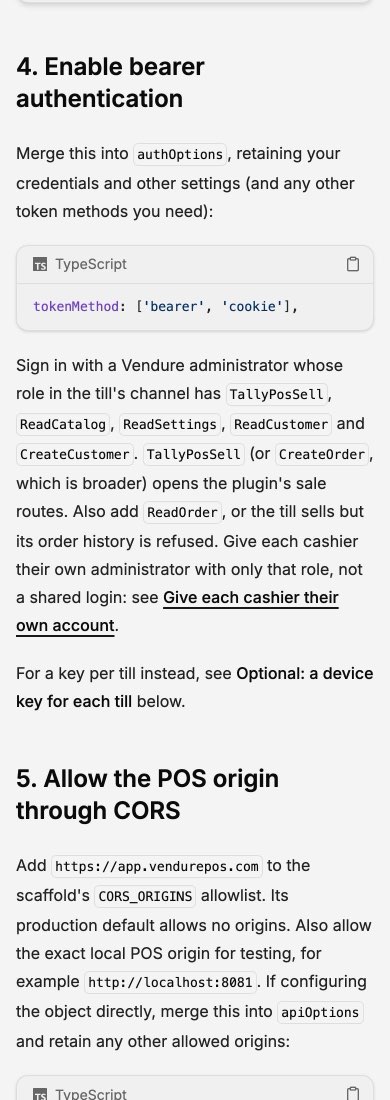 4. Enable bearer
authentication
Merge this into authOptions, retaining your
credentials and other settings (and any other
token methods you need):
TS TypeScript
tokenMethod: ['bearer', 'cookie'],
Sign in with a Vendure administrator whose
role in the till's channel has TallyPosSell,
ReadCatalog, ReadSettings, ReadCustomer and
CreateCustomer. TallyPosSell (or CreateOrder,
which is broader) opens the plugin's sale
routes. Also add ReadOrder, or the till sells but
its order history is refused. Give each cashier
their own administrator with only that role, not
a shared login: see Give each cashier their
own account.
For a key per till instead, see Optional: a device
key for each till below.
5. Allow the POS origin
through CORS
Add https://app.vendurepos.com to the
scaffold's CORS_ORIGINS allowlist. Its
production default allows no origins. Also allow
the exact local POS origin for testing, for
example http://localhost:8081. If configuring
the object directly, merge this into apiOptions
and retain any other allowed origins:
TS TypeScript